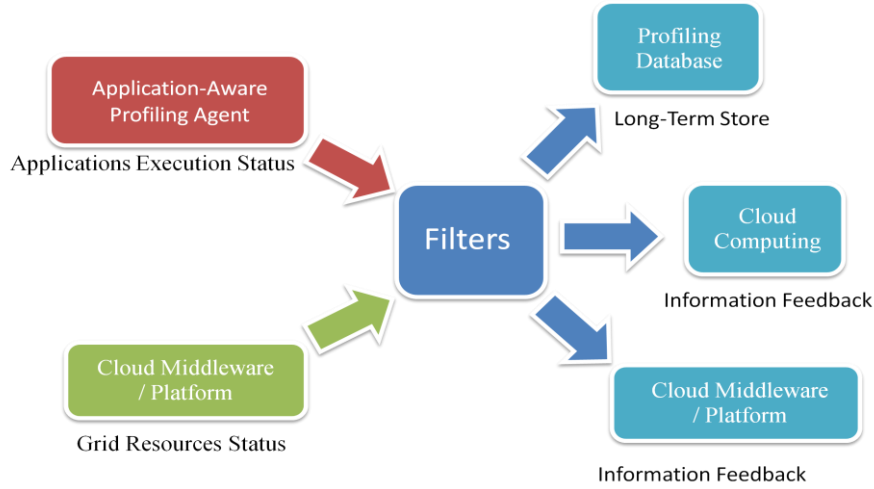 Application-Aware
Profiling Agent
Applications Execution Status
Cloud Middleware
/ Platform
Grid Resources Status
Filters
Profiling
Database
Long-Term Store
Cloud
Computing
Information Feedback
Cloud Middleware
/ Platform
Information Feedback